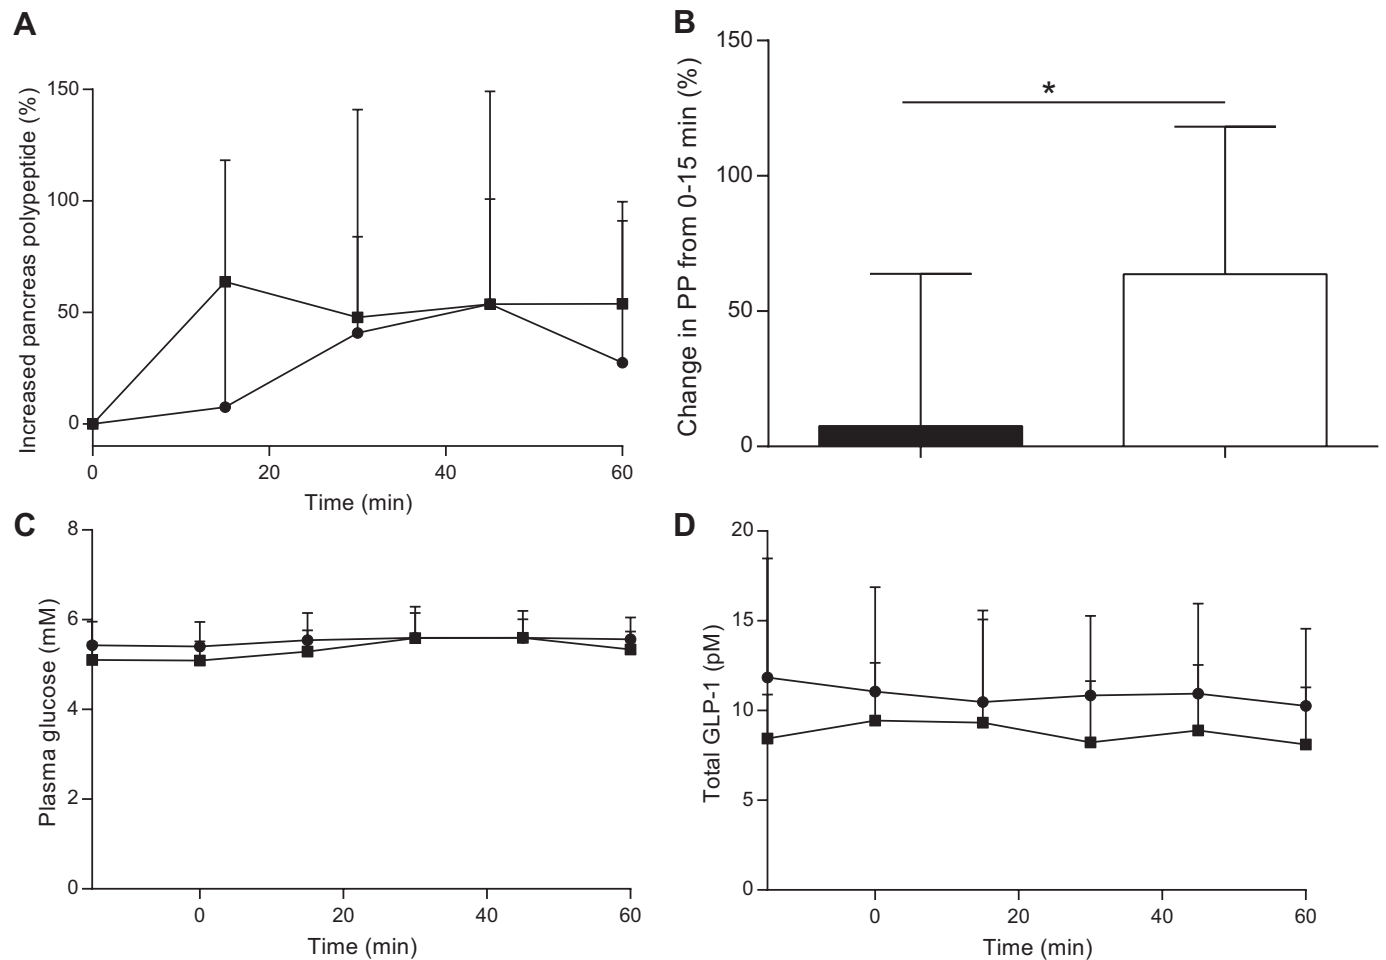 A
Increased pancreas polypeptide (%)
150
100
50
0
0 20 40 60
Time (min)
B
Change in PP from 0-15 min (%)
150
100
50
0
*
C
Plasma glucose (mM)
8
6
4
2
0
0 20 40 60
Time (min)
D
Total GLP-1 (pM)
20
15
10
5
0
0 20 40 60
Time (min)